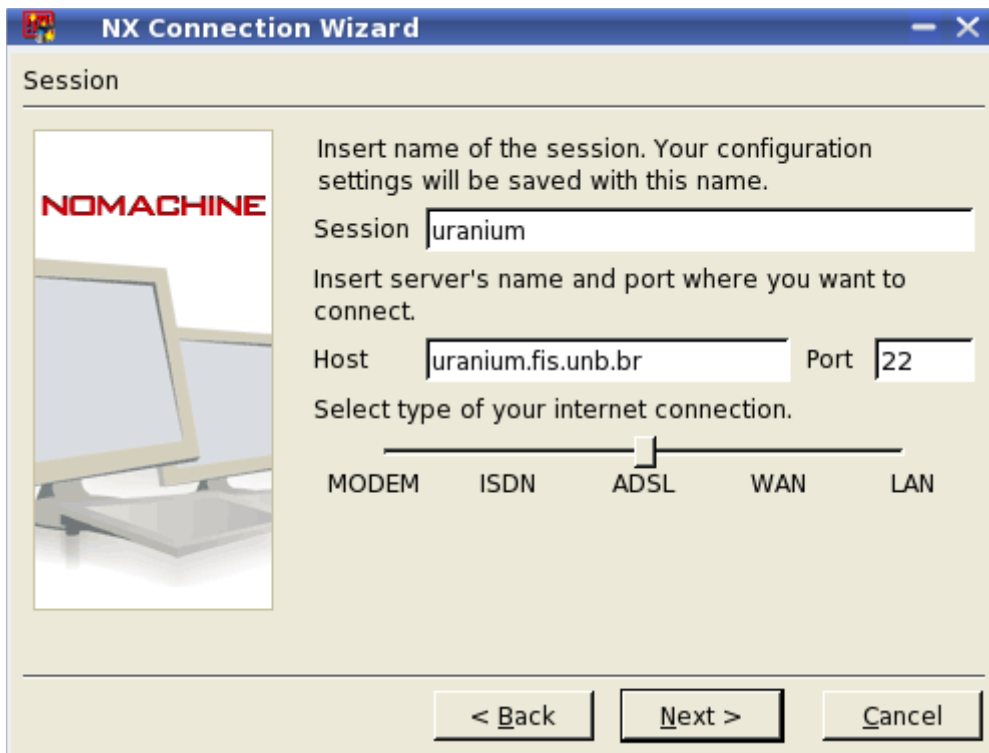 NX Connection Wizard
Session
NOMACHINE
Insert name of the session. Your configuration
settings will be saved with this name.
Session uranium
Insert server's name and port where you want to
connect.
Host uranium.fis.unb.br Port 22
Select type of your internet connection.
MODEM ISDN ADSL WAN LAN
< Back Next > Cancel